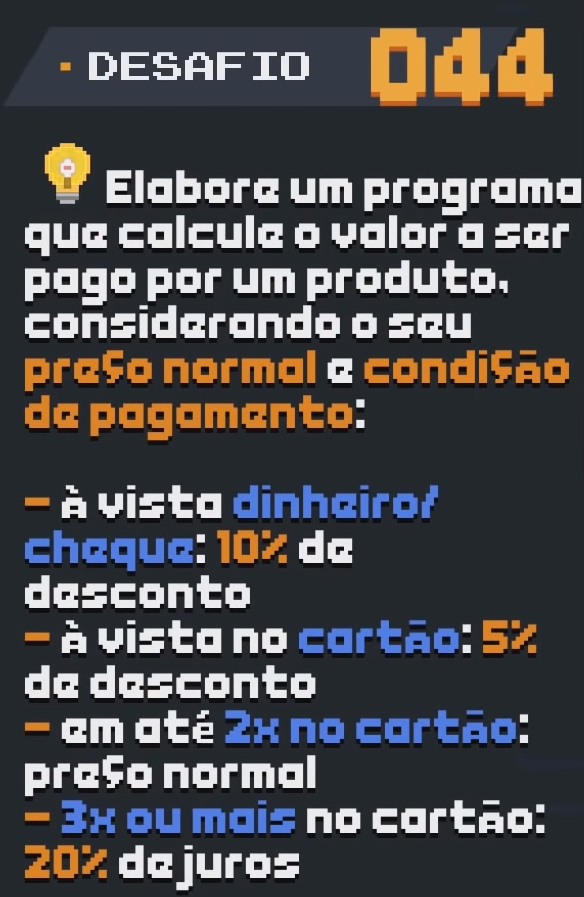 DESAFIO 044
Elabore um programa
que calcule o valor a ser
pago por um produto,
considerando o seu
preço normal e condição
de pagamento:
- à vista dinheiro/
cheque: 10% de
desconto
- à vista no cartão: 5%
de desconto
- em até 2x no cartão:
preço normal
- 3x ou mais no cartão:
20% de juros